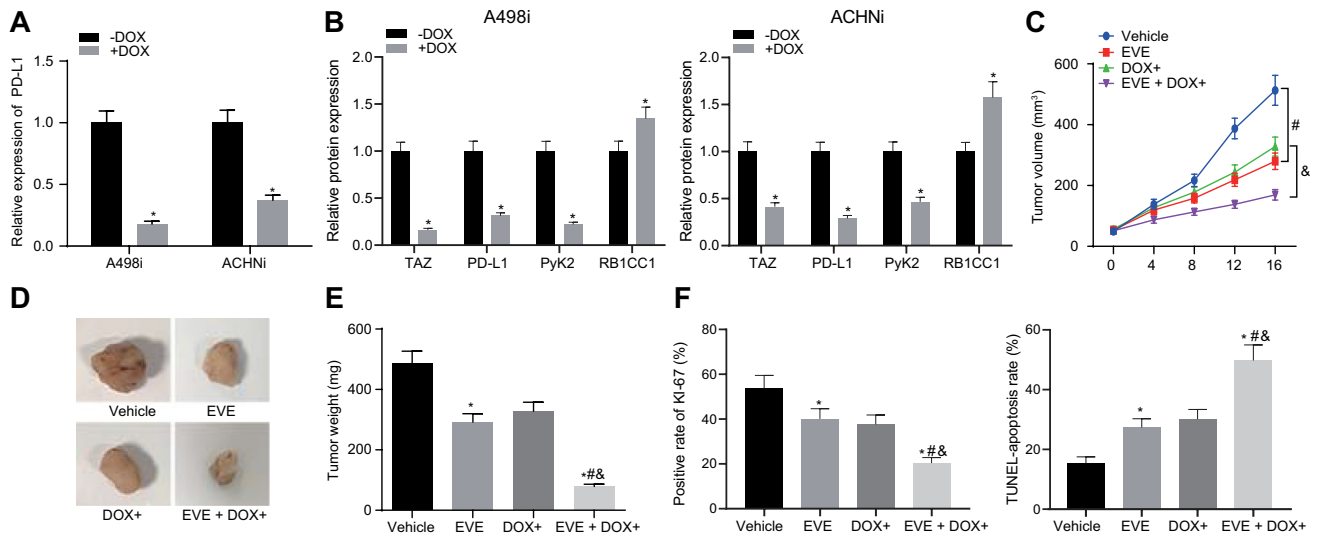 A
-DOX
+DOX
Relative expression of PD-L1
1.5
1.0
0.5
0.0
*
*
A498i
ACHNi
B
A498i
-DOX
+DOX
Relative protein expression
2.0
1.5
1.0
0.5
0.0
*
*
*
*
TAZ
PD-L1
PyK2
RB1CC1
ACHNi
-DOX
+DOX
Relative protein expression
2.0
1.5
1.0
0.5
0.0
*
*
*
*
TAZ
PD-L1
PyK2
RB1CC1
C
Vehicle
EVE
DOX+
EVE + DOX+
Tumor volume (mm³)
600
400
200
0
#
&
0 4 8 12 16
D
Vehicle
EVE
DOX+
EVE + DOX+
E
Tumor weight (mg)
600
400
300
200
0
*
*#&
Vehicle
EVE
DOX+
EVE + DOX+
F
Positive rate of KI-67 (%)
80
60
40
20
0
*
*#&
Vehicle
EVE
DOX+
EVE + DOX+
TUNEL-apoptosis rate (%)
60
40
20
0
*
* #&
Vehicle
EVE
DOX+
EVE + DOX+